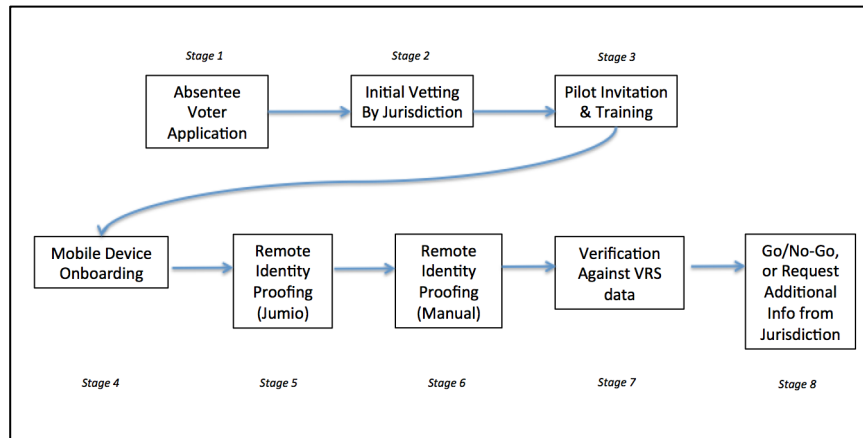 Stage 1
Stage 2
Stage 3
Absentee
Voter
Application
Initial Vetting
By Jurisdiction
Pilot Invitation
& Training
Mobile Device
Onboarding
Remote
Identity
Proofing
(Jumio)
Remote
Identity
Proofing
(Manual)
Verification
Against VRS
data
Go/No-Go,
or Request
Additional
Info from
Jurisdiction
Stage 4
Stage 5
Stage 6
Stage 7
Stage 8